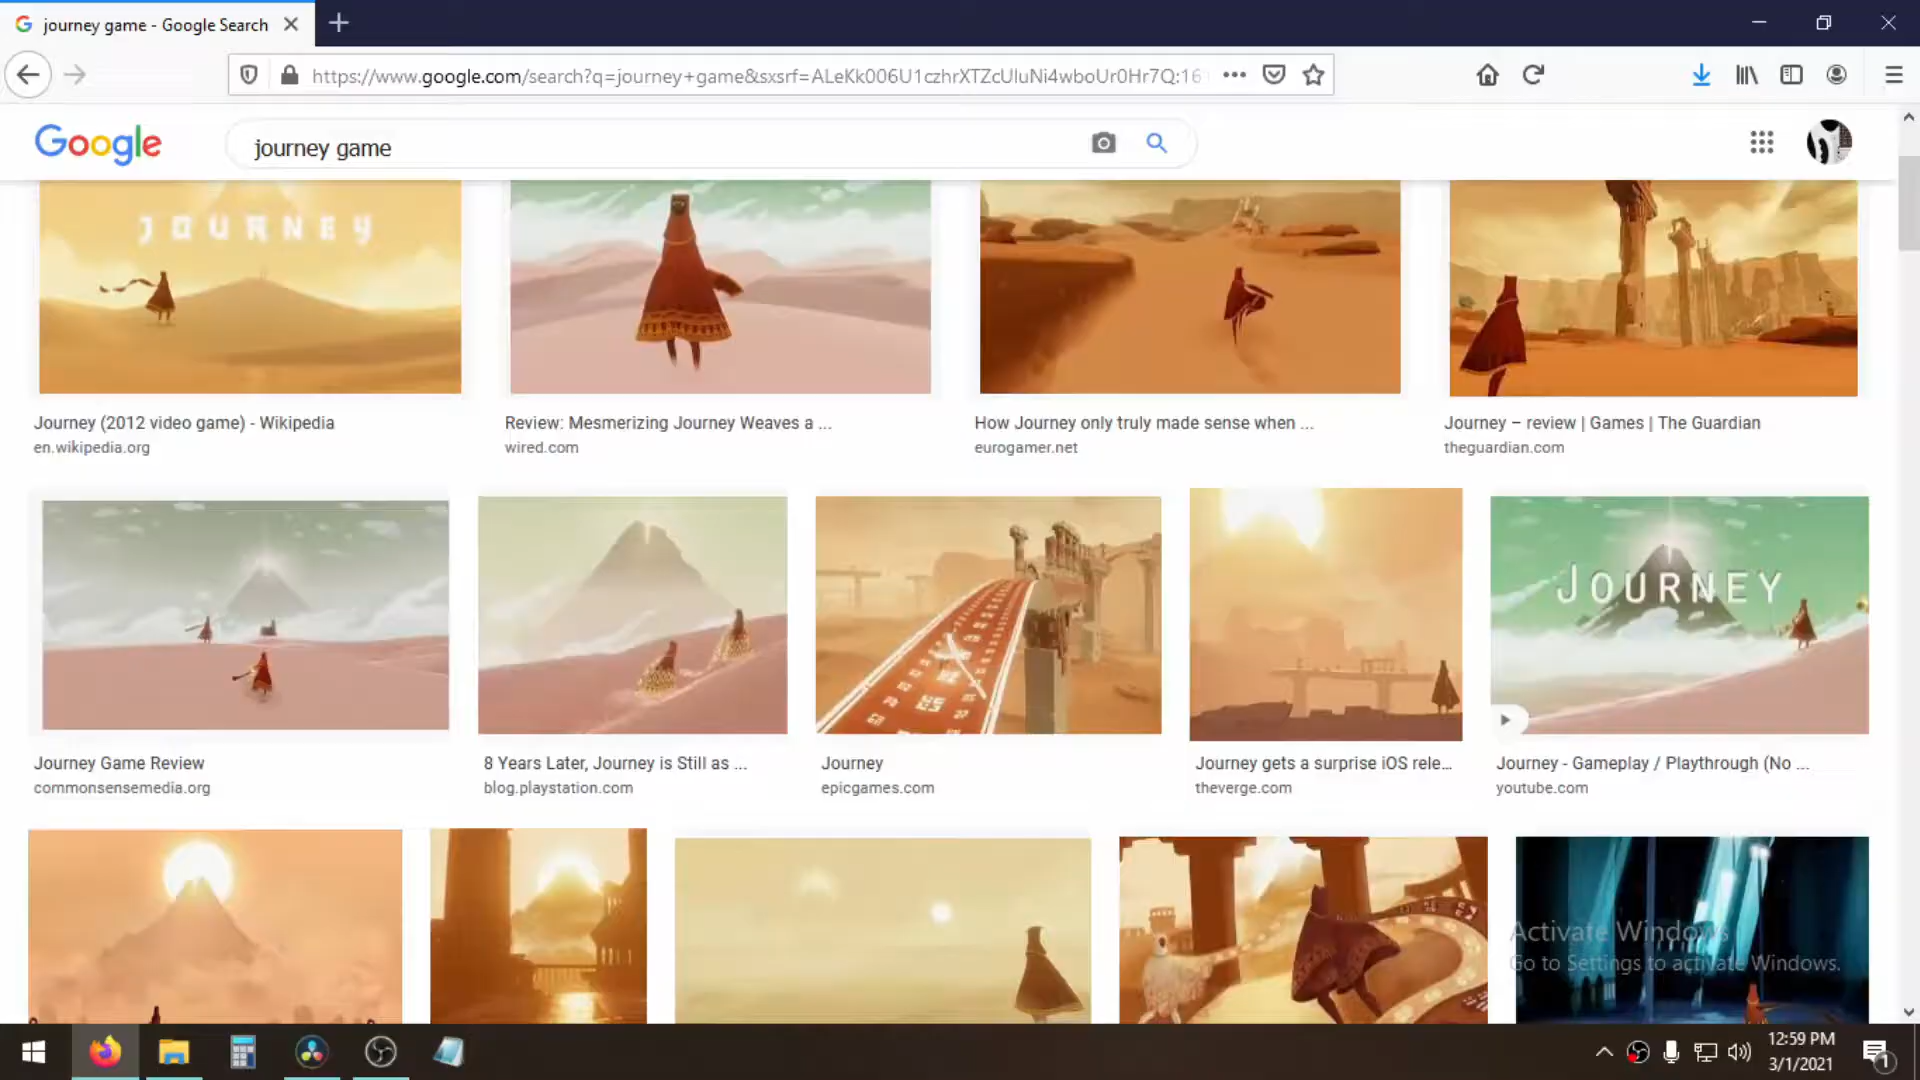 journey game - Google Search
https://www.google.com/search?q=journey+game&sxsrf=ALeKk006U1czhrXTZcUluNi4wboUr0Hr7Q:16
Google
journey game
JOURNEY
Journey (2012 video game) - Wikipedia
en.wikipedia.org
Review: Mesmerizing Journey Weaves a ...
wired.com
How Journey only truly made sense when ...
eurogamer.net
Journey – review | Games | The Guardian
theguardian.com
JOURNEY
Journey Game Review
commonsensemedia.org
8 Years Later, Journey is Still as ...
blog.playstation.com
Journey
epicgames.com
Journey gets a surprise iOS rele...
theverge.com
Journey - Gameplay / Playthrough (No ...
youtube.com
Activate Windows
Go to Settings to activate Windows.
12:59 PM
3/1/2021
1